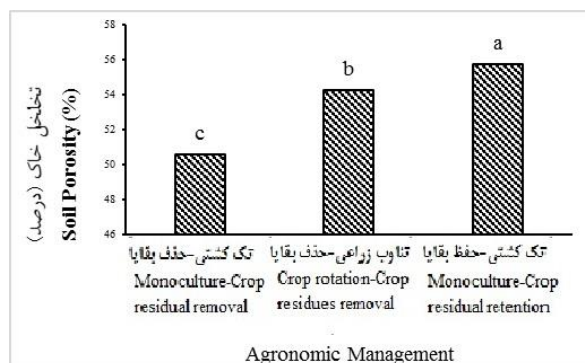 58
56
54
52
50
48
46
تخلخل خاک (درصد)
Soil Porosity (%)
c
b
a
تک کشتی-حذف بقایا
Monoculture-Crop
residual removal
تناوب زراعی-حذف بقایا
Crop rotation-Crop
residues removal
تک کشتی-حفظ بقایا
Monoculture-Crop
residual retention
Agronomic Management